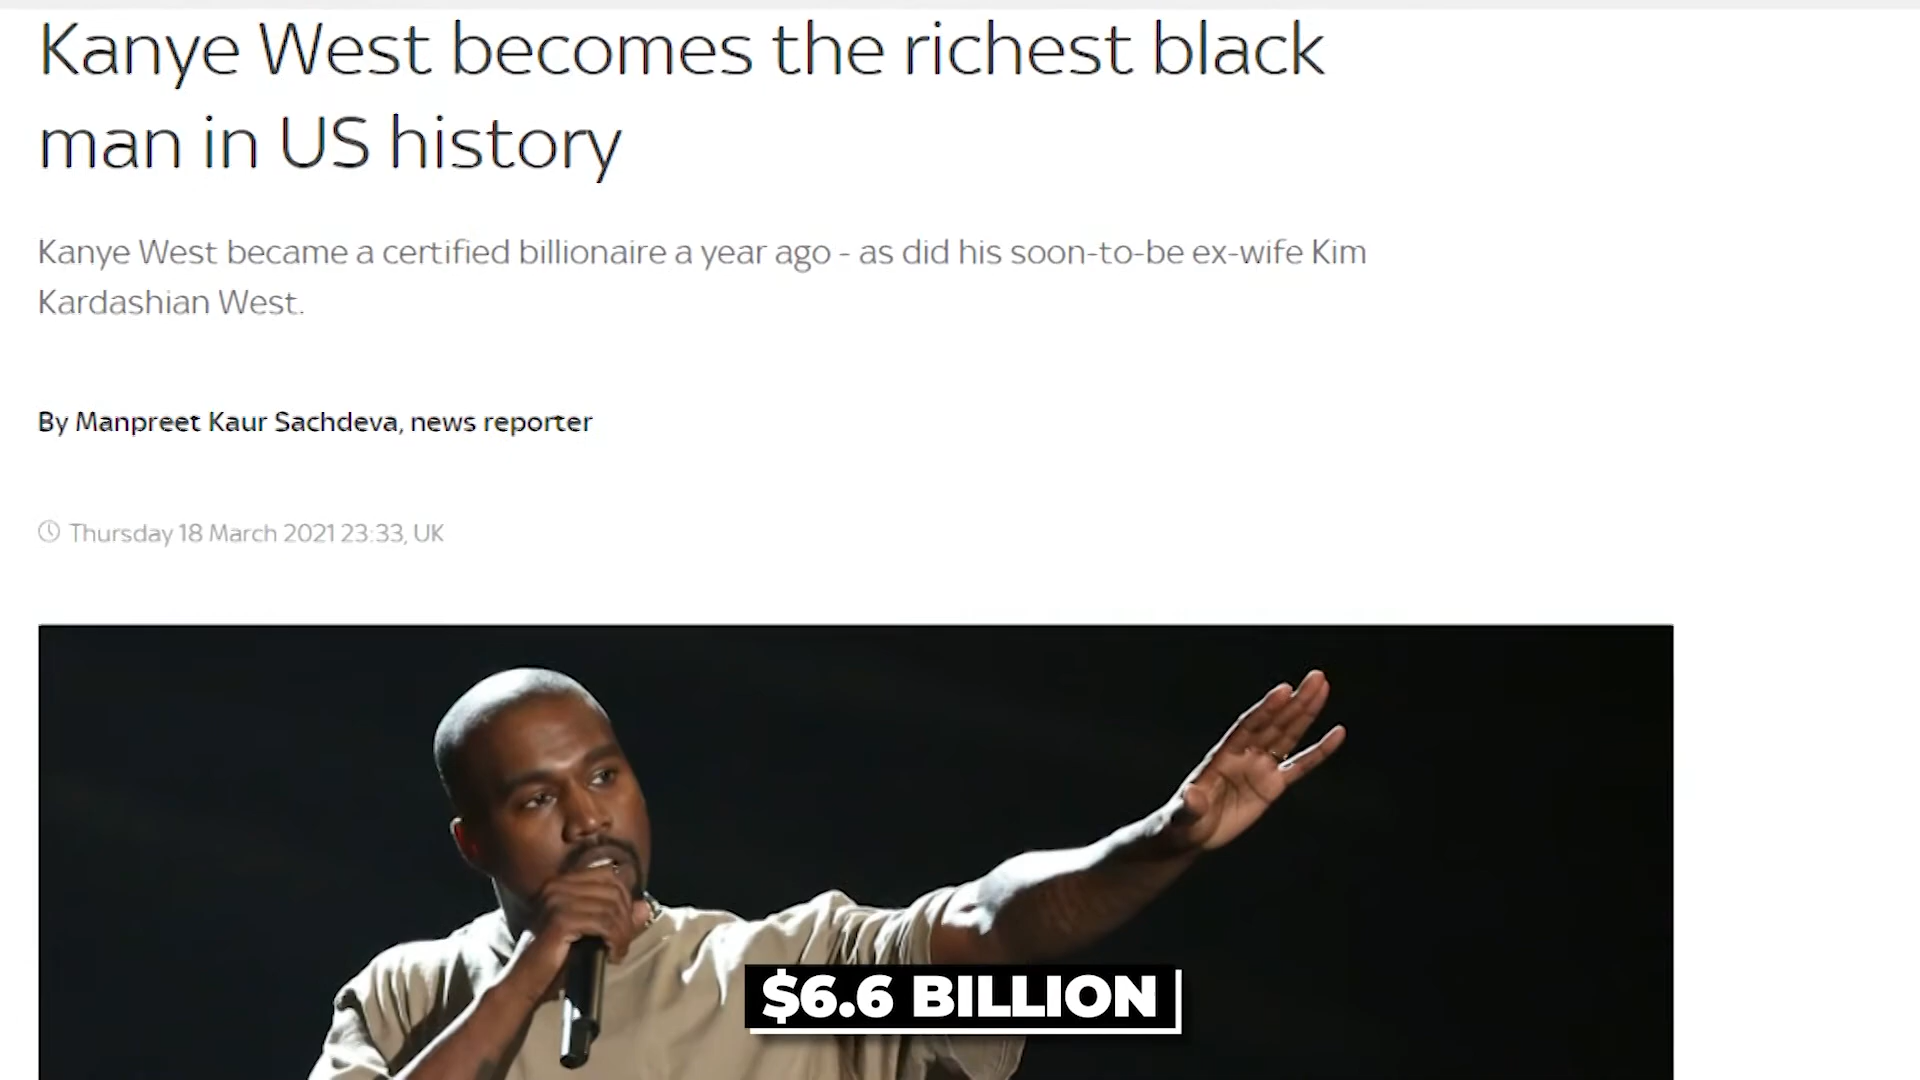 Kanye West becomes the richest black
man in US history
Kanye West became a certified billionaire a year ago - as did his soon-to-be ex-wife Kim
Kardashian West.
By Manpreet Kaur Sachdeva, news reporter
Thursday 18 March 2021 23:33, UK
$6.6 BILLION